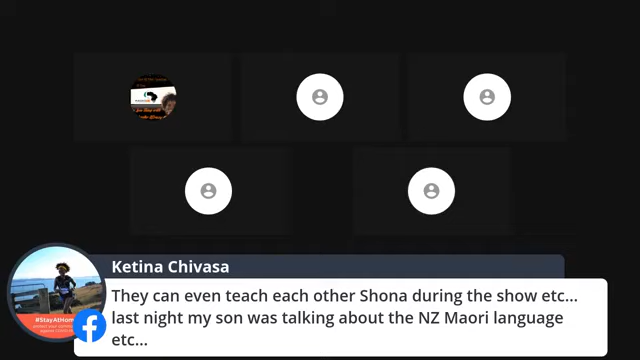 Ketina Chivasa
They can even teach each other Shona during the show etc...
last night my son was talking about the NZ Maori language
etc...
#StayAtHom